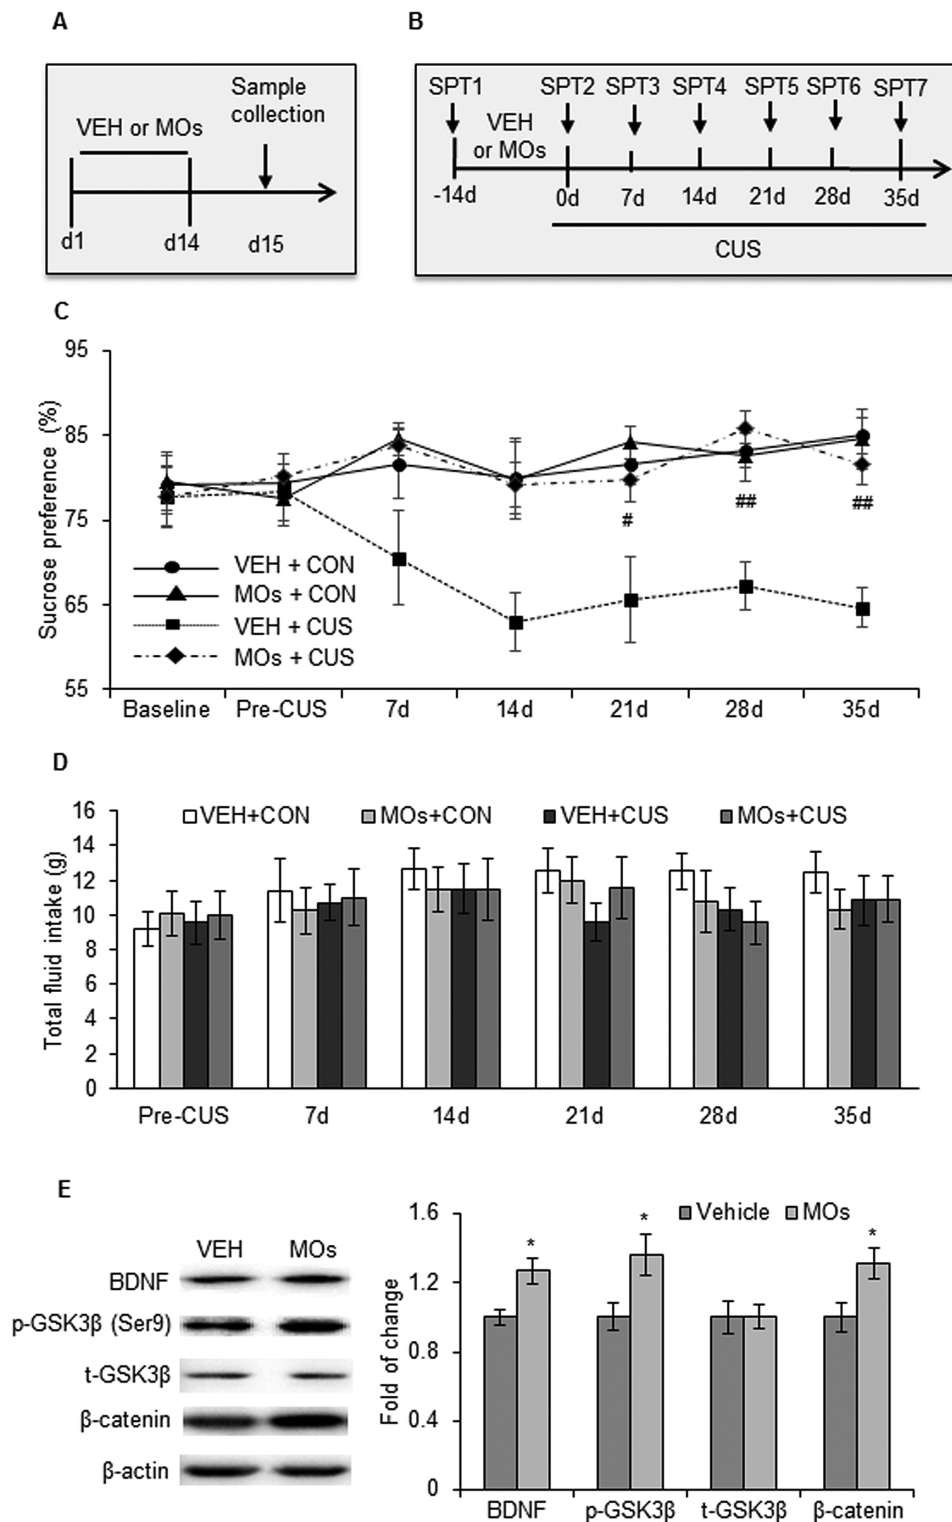 A
Sample
collection
VEH or MOs
d1 d14 d15
B
SPT1 SPT2 SPT3 SPT4 SPT5 SPT6 SPT7
VEH
or MOs
-14d 0d 7d 14d 21d 28d 35d
CUS
C
Sucrose preference (%)
95
85
75
65
55
# ## ##
VEH + CON
MOs + CON
VEH + CUS
MOs + CUS
Baseline Pre-CUS 7d 14d 21d 28d 35d
D
Total fluid intake (g)
16
14
12
10
8
6
4
2
0
VEH+CON MOs+CON VEH+CUS MOs+CUS
Pre-CUS 7d 14d 21d 28d 35d
E
VEH MOs
BDNF
p-GSK3β (Ser9)
t-GSK3β
β-catenin
β-actin
Fold of change
1.6
1.2
0.8
0.4
0
Vehicle MOs
* * *
BDNF p-GSK3β t-GSK3β β-catenin